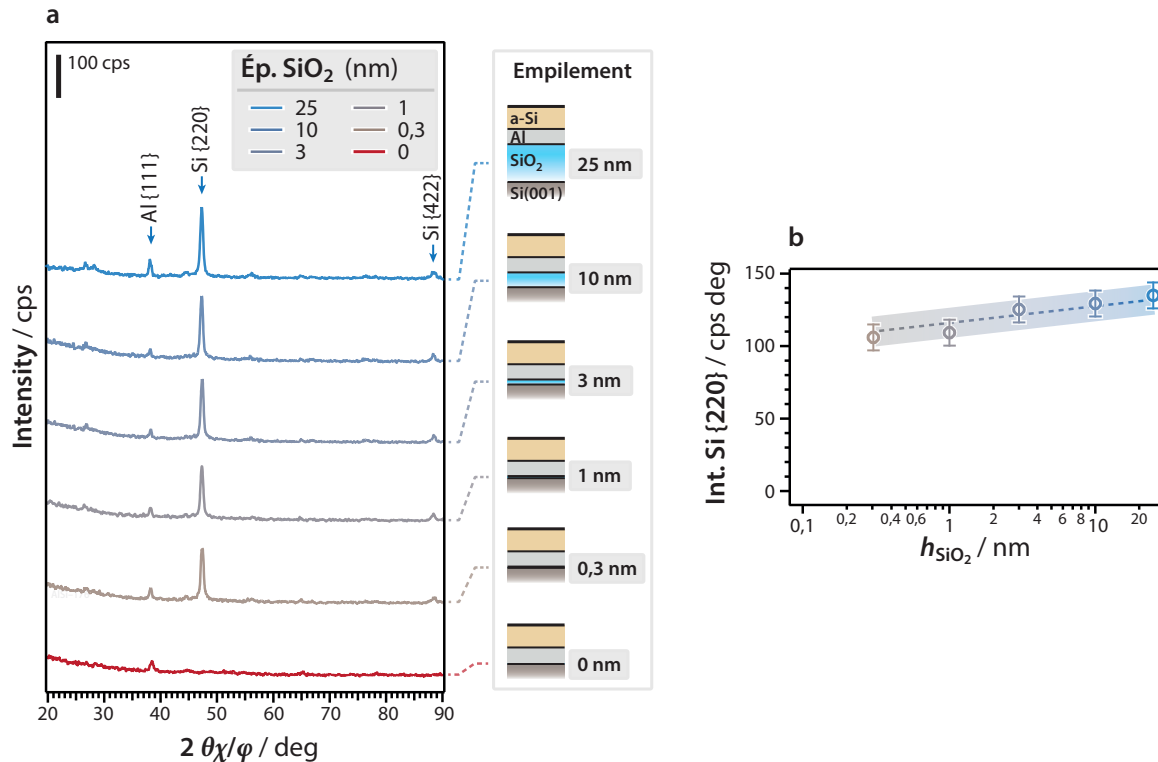 a
100 cps
Ép. SiO₂ (nm)
25 1
10 0,3
3 0
Al {111}
Si {220}
Si {422}
Intensity / cps
20 30 40 50 60 70 80 90
2 θχ/φ / deg
Empilement
a-Si
Al
SiO₂
Si(001)
25 nm
10 nm
3 nm
1 nm
0,3 nm
0 nm
b
Int. Si {220} / cps deg
150
100
50
0
0,1 0,2 0,4 0,6 1 2 4 6 8 10 20
hSiO₂ / nm